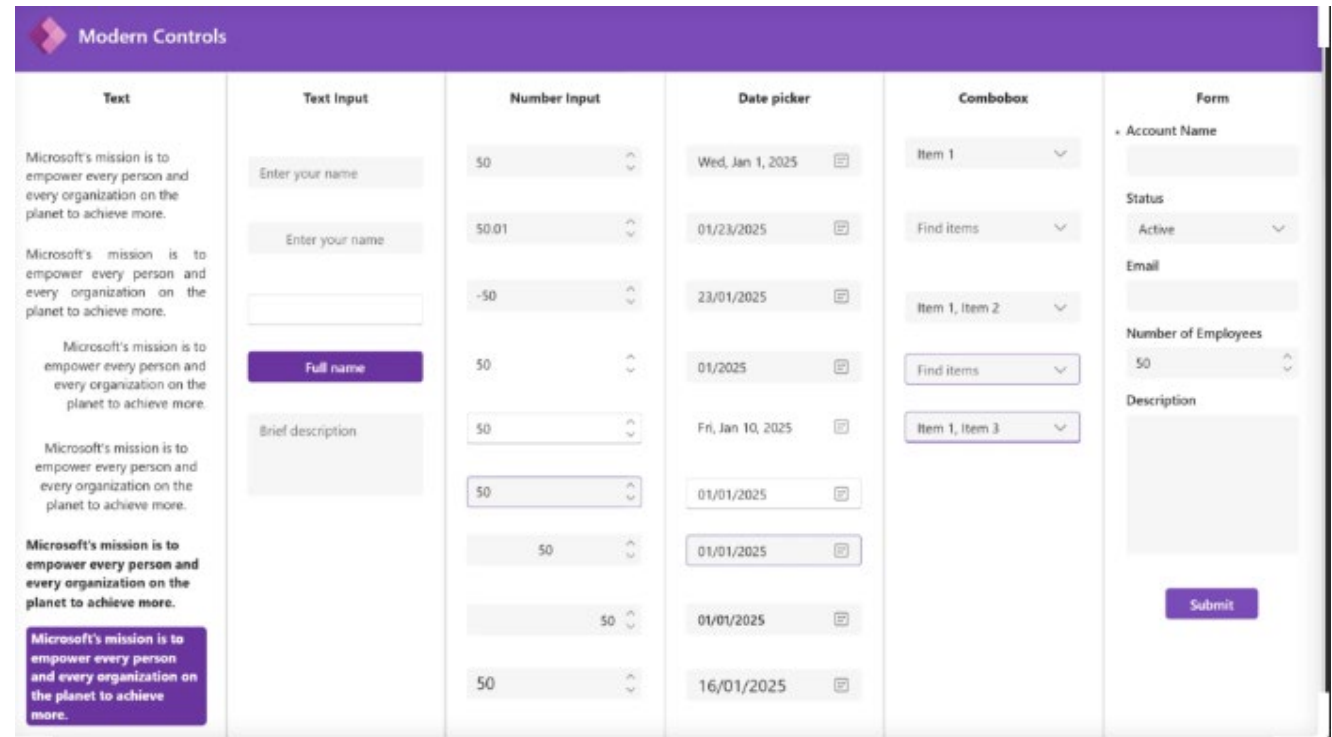 Modern Controls
Text
Microsoft's mission is to
empower every person and
every organization on the
planet to achieve more.
Microsoft's mission is to
empower every person and
every organization on the
planet to achieve more.
Microsoft's mission is to
empower every person and
every organization on the
planet to achieve more.
Microsoft's mission is to
empower every person and
every organization on the
planet to achieve more.
Microsoft's mission is to
empower every person and
every organization on the
planet to achieve more.
Microsoft's mission is to
empower every person
and every organization on
the planet to achieve
more.
Text Input
Enter your name
Enter your name
Full name
Brief description
Number Input
50
50.01
-50
50
50
50
50
50
50
Date picker
Wed, Jan 1, 2025
01/23/2025
23/01/2025
01/2025
Fri, Jan 10, 2025
01/01/2025
01/01/2025
01/01/2025
16/01/2025
Combobox
Item 1
Find items
Item 1, Item 2
Find items
Item 1, Item 3
Form
* Account Name
Status
Active
Email
Number of Employees
50
Description
Submit